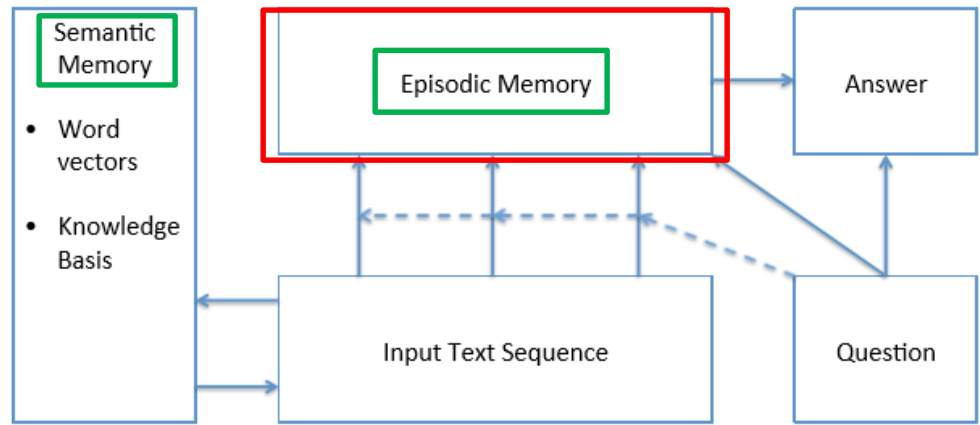 Semantic
Memory
• Word
vectors
• Knowledge
Basis
Episodic Memory
Answer
Input Text Sequence
Question